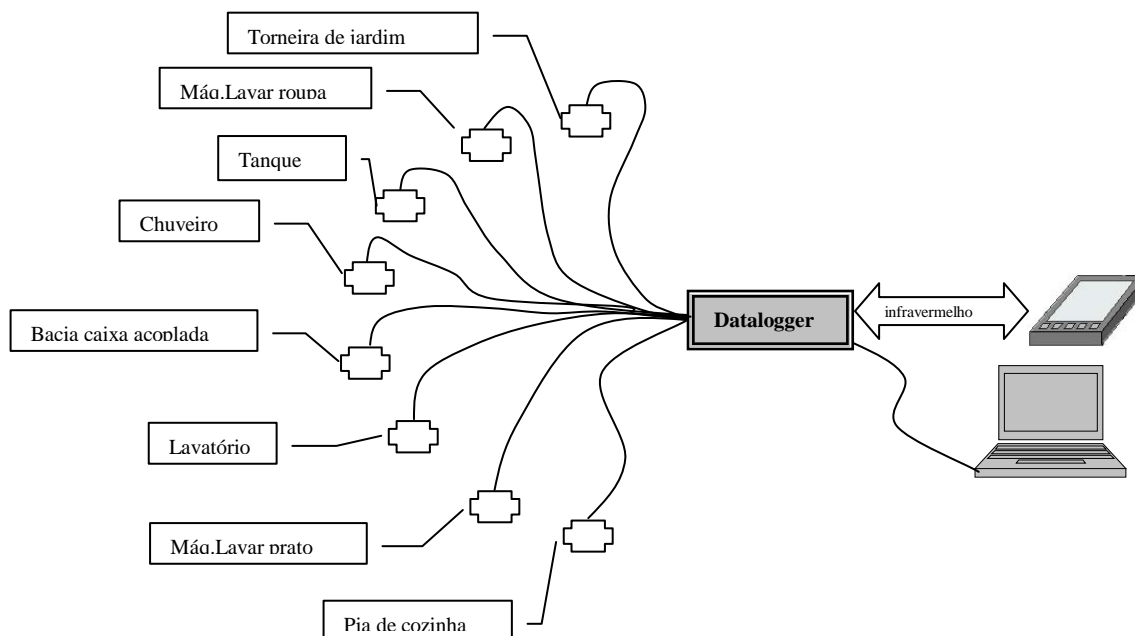 Torneira de jardim
Máq.Lavar roupa
Tanque
Chuveiro
Bacia caixa acoplada
Lavatório
Máq.Lavar prato
Pia de cozinha
Datalogger
infravermelho